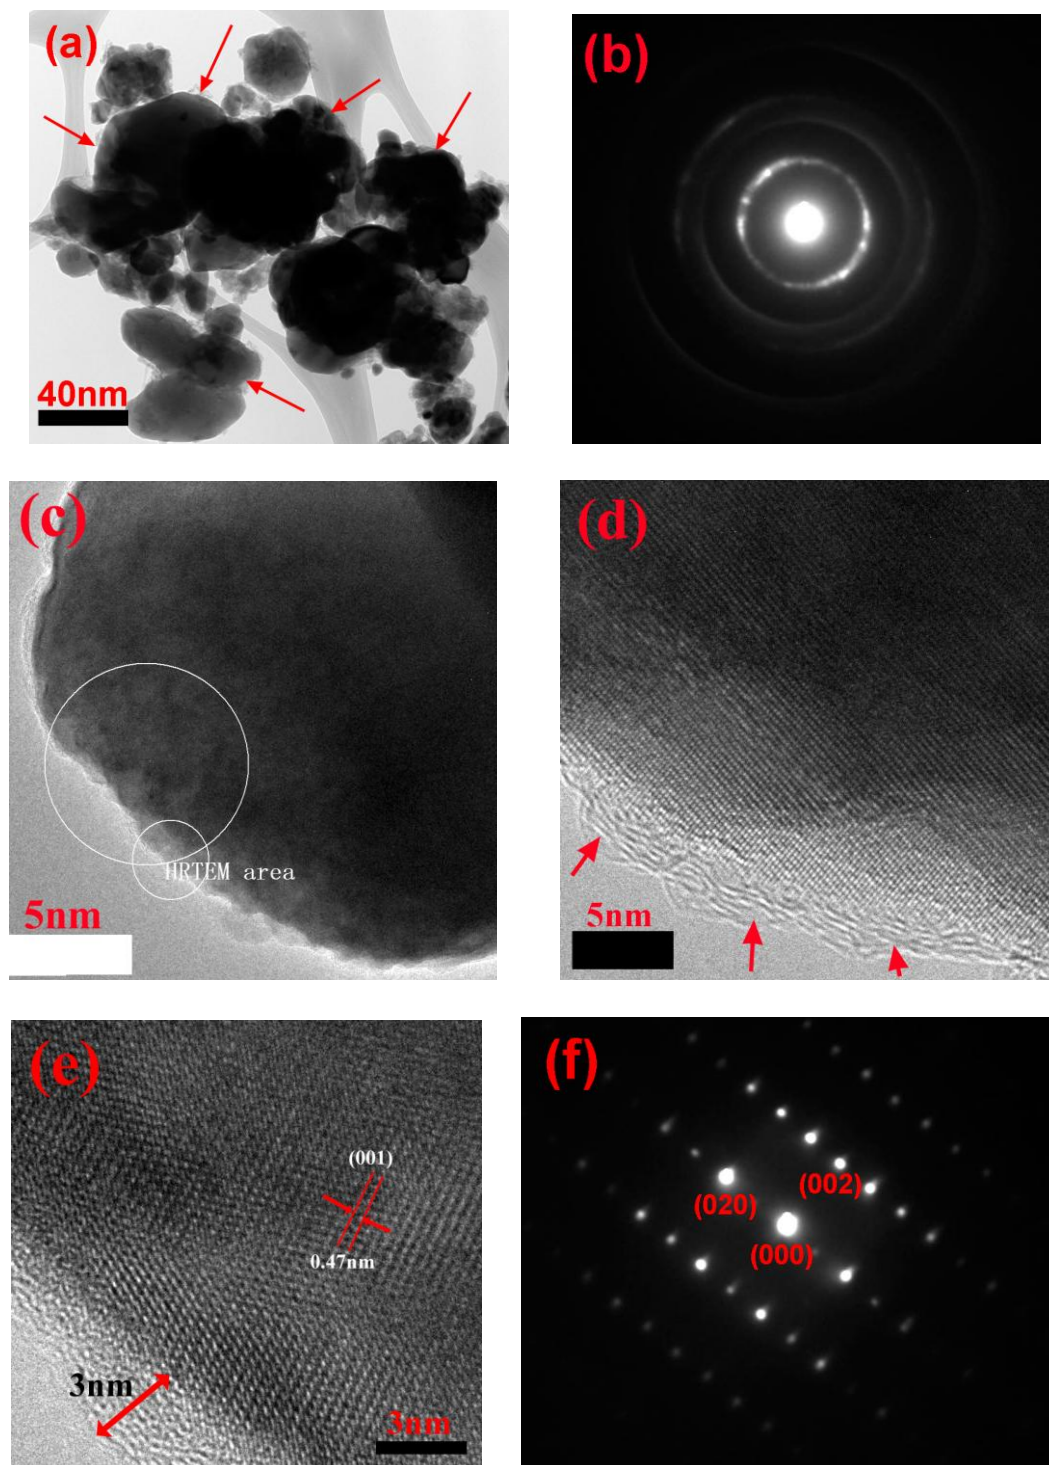 (a)
40nm
(b)
(c)
HRTEM area
5nm
(d)
5nm
(e)
(001)
0.47nm
3nm
3nm
(f)
(020)
(002)
(000)